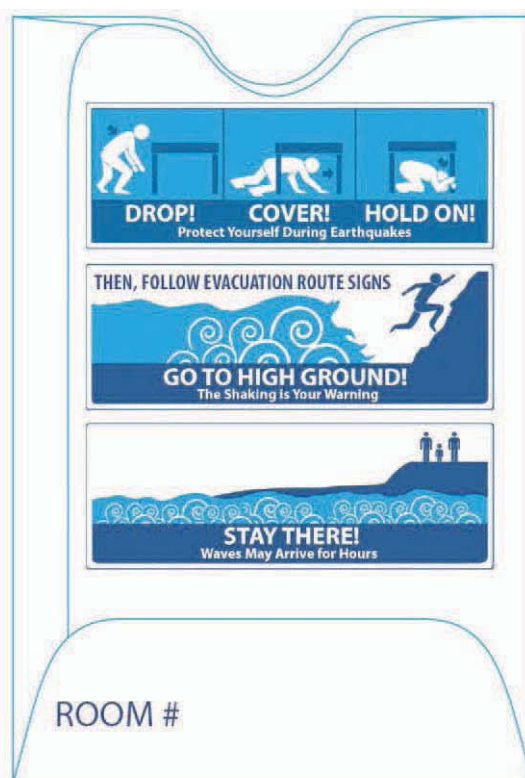 DROP! COVER! HOLD ON!
Protect Yourself During Earthquakes
THEN, FOLLOW EVACUATION ROUTE SIGNS
GO TO HIGH GROUND!
The Shaking is Your Warning
STAY THERE!
Waves May Arrive for Hours
ROOM #